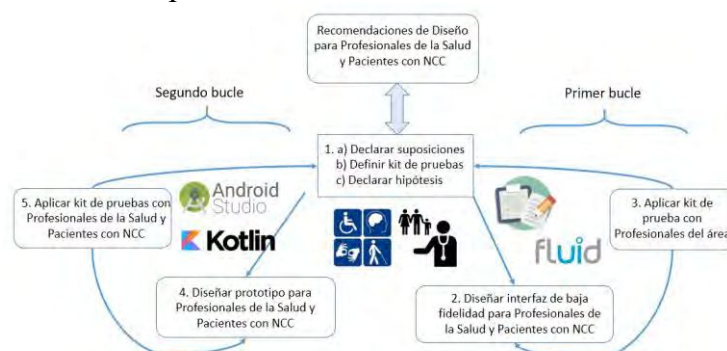 Recomendaciones de Diseño
para Profesionales de la Salud
y Pacientes con NCC
Segundo bucle
Primer bucle
1. a) Declarar suposiciones
b) Definir kit de pruebas
c) Declarar hipótesis
5. Aplicar kit de pruebas con
Profesionales de la Salud y
Pacientes con NCC
Android
Studio
Kotlin
fluid
3. Aplicar kit de
prueba con
Profesionales del área
4. Diseñar prototipo para
Profesionales de la Salud y
Pacientes con NCC
2. Diseñar interfaz de baja
fidelidad para Profesionales de
la Salud y Pacientes con NCC